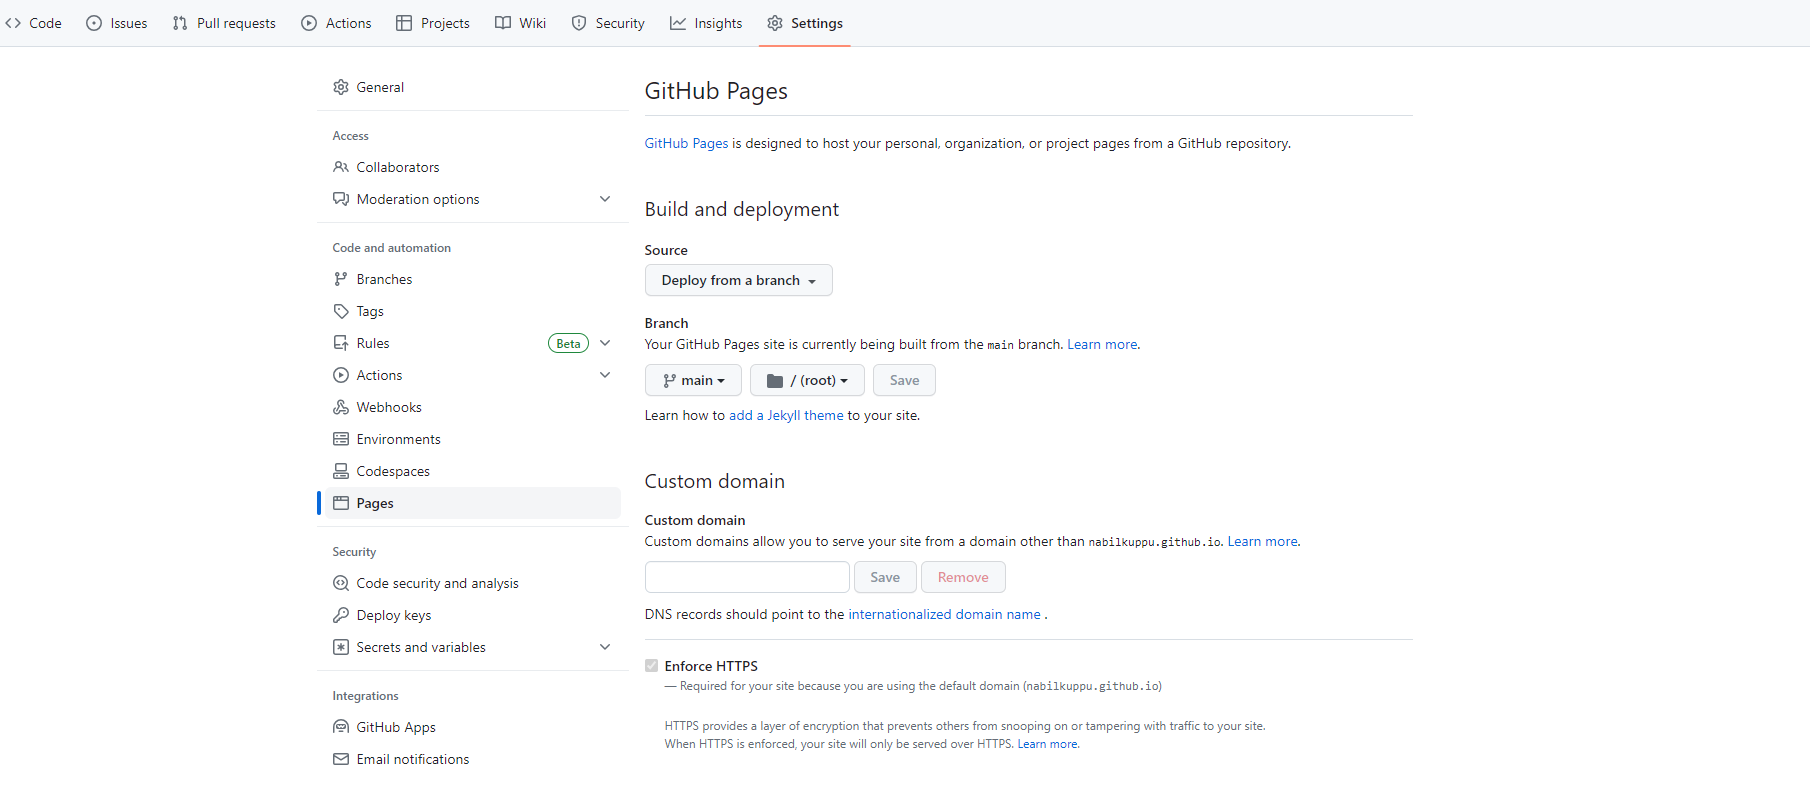 Code Issues Pull requests Actions Projects Wiki Security Insights Settings
General
Access
Collaborators
Moderation options
Code and automation
Branches
Tags
Rules Beta
Actions
Webhooks
Environments
Codespaces
Pages
Security
Code security and analysis
Deploy keys
Secrets and variables
Integrations
GitHub Apps
Email notifications
GitHub Pages
GitHub Pages is designed to host your personal, organization, or project pages from a GitHub repository.
Build and deployment
Source
Deploy from a branch
Branch
Your GitHub Pages site is currently being built from the main branch. Learn more.
main / (root) Save
Learn how to add a Jekyll theme to your site.
Custom domain
Custom domain
Custom domains allow you to serve your site from a domain other than nabilkuppu.github.io. Learn more.
Save Remove
DNS records should point to the internationalized domain name .
Enforce HTTPS
— Required for your site because you are using the default domain (nabilkuppu.github.io)
HTTPS provides a layer of encryption that prevents others from snooping on or tampering with traffic to your site.
When HTTPS is enforced, your site will only be served over HTTPS. Learn more.